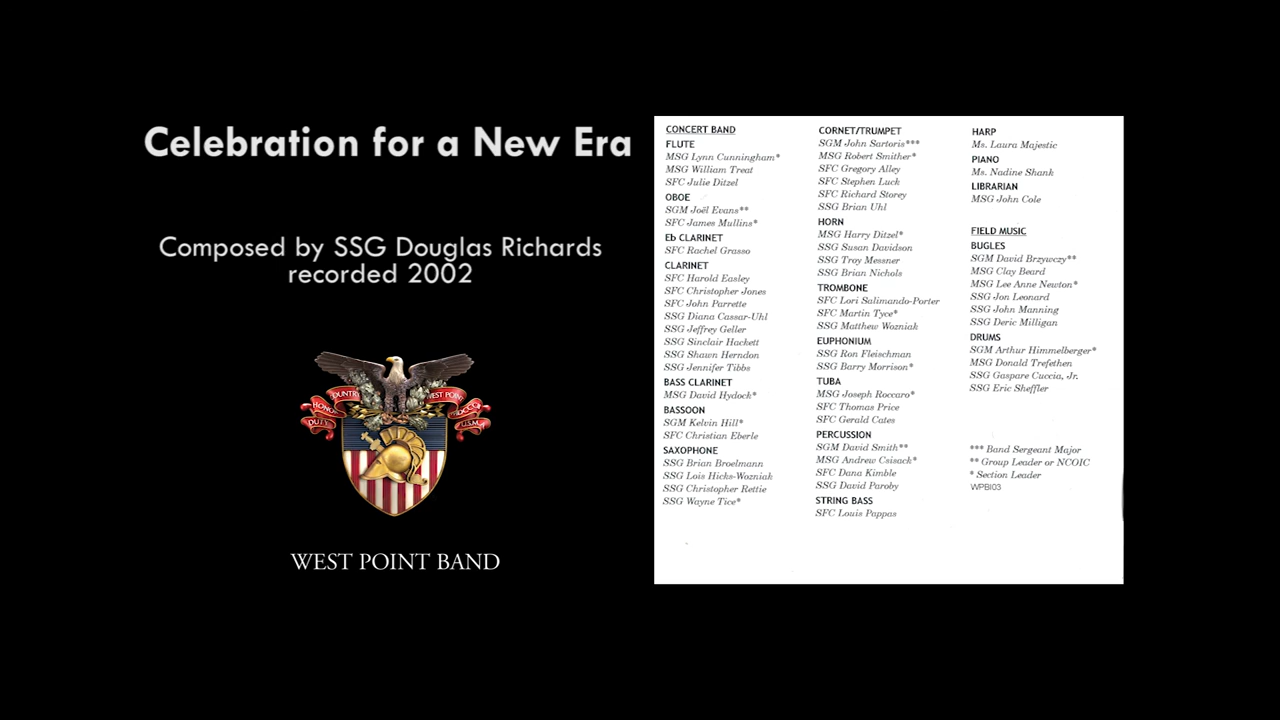 Celebration for a New Era
Composed by SSG Douglas Richards
recorded 2002
DUTY
HONOR
COUNTRY
WEST POINT
MDCCCII
U.S.M.A.
WEST POINT BAND
CONCERT BAND
FLUTE
MSG Lynn Cunningham*
MSG William Treat
SFC Julie Ditzel
OBOE
SGM Joël Evans**
SFC James Mullins*
Eb CLARINET
SFC Rachel Grasso
CLARINET
SFC Harold Easley
SFC Christopher Jones
SFC John Parrette
SSG Diana Cassar-Uhl
SSG Jeffrey Geller
SSG Sinclair Hackett
SSG Shawn Herndon
SSG Jennifer Tibbs
BASS CLARINET
MSG David Hydock*
BASSOON
SGM Kelvin Hill*
SFC Christian Eberle
SAXOPHONE
SSG Brian Broelmann
SSG Lois Hicks-Wozniak
SSG Christopher Rettie
SSG Wayne Tice*
CORNET/TRUMPET
SGM John Sartoris***
MSG Robert Smither*
SFC Gregory Alley
SFC Stephen Luck
SFC Richard Storey
SSG Brian Uhl
HORN
MSG Harry Ditzel*
SSG Susan Davidson
SSG Troy Messner
SSG Brian Nichols
TROMBONE
SFC Lori Salimando-Porter
SFC Martin Tyce*
SSG Matthew Wozniak
EUPHONIUM
SSG Ron Fleischman
SSG Barry Morrison*
TUBA
MSG Joseph Roccaro*
SFC Thomas Price
SFC Gerald Cates
PERCUSSION
SGM David Smith**
MSG Andrew Csisack*
SFC Dana Kimble
SSG David Paroby
STRING BASS
SFC Louis Pappas
HARP
Ms. Laura Majestic
PIANO
Ms. Nadine Shank
LIBRARIAN
MSG John Cole
FIELD MUSIC
BUGLES
SGM David Brzywczy**
MSG Clay Beard
MSG Lee Anne Newton*
SSG Jon Leonard
SSG John Manning
SSG Deric Milligan
DRUMS
SGM Arthur Himmelberger*
MSG Donald Trefethen
SSG Gaspare Cuccia, Jr.
SSG Eric Sheffler
*** Band Sergeant Major
** Group Leader or NCOIC
* Section Leader
WPBI03